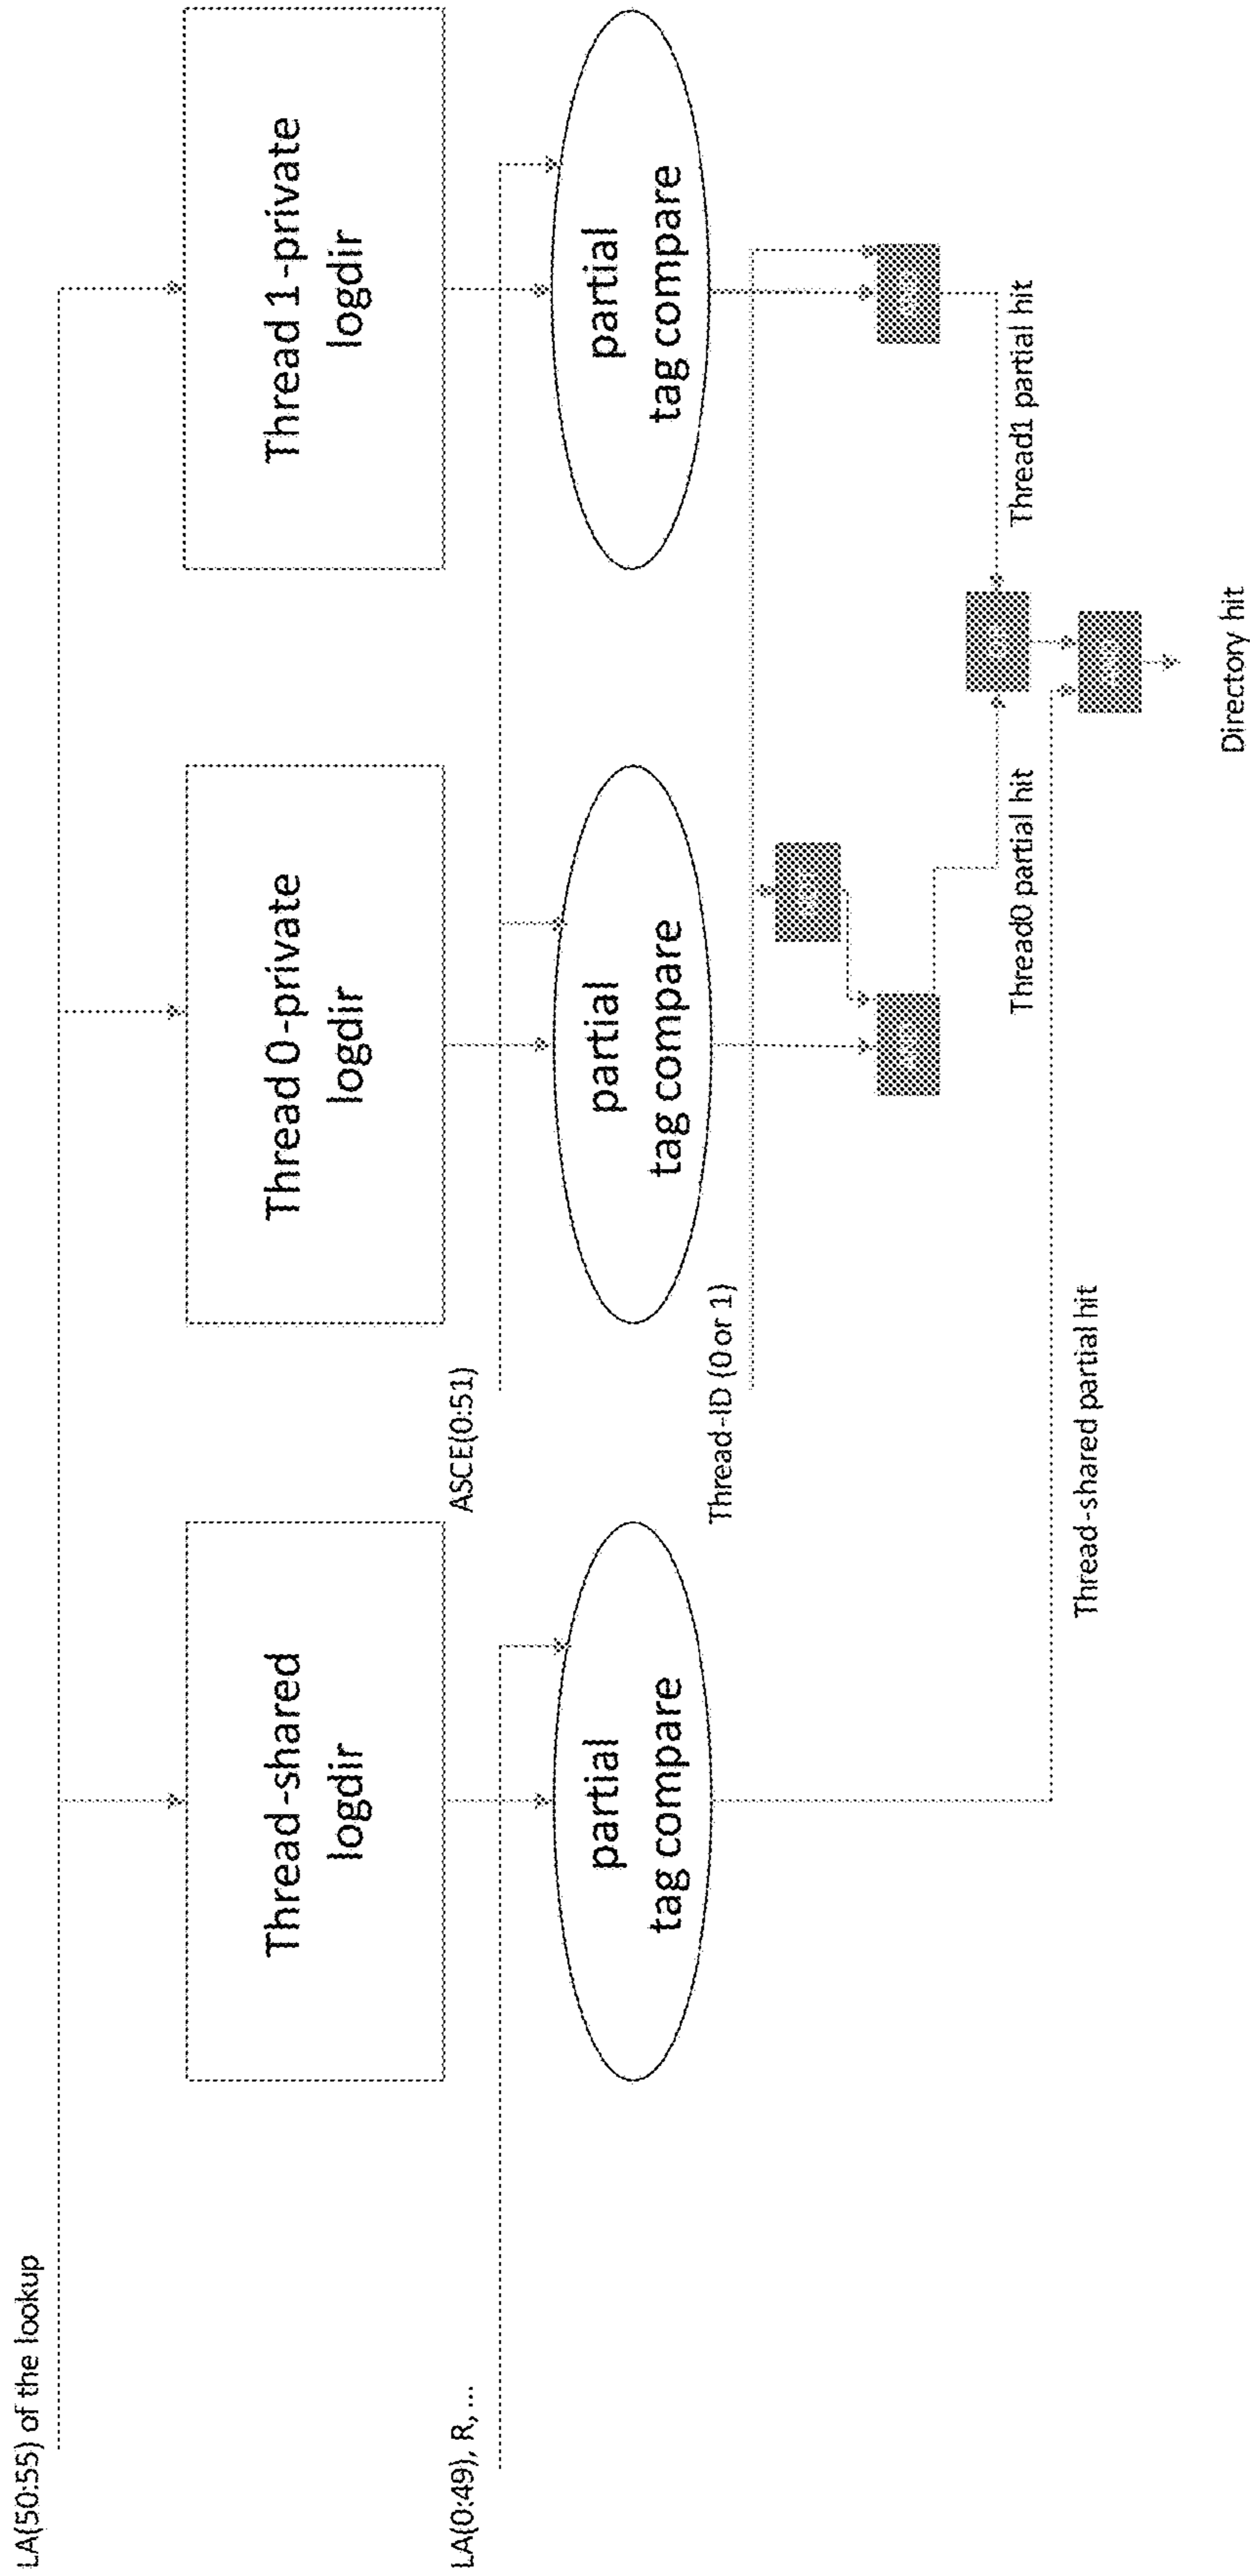 LA(50:55) of the lookup
Thread-shared
logdir
Thread 0-private
logdir
Thread 1-private
logdir
LA(0:49), R, ...
ASCE(0:51)
partial
tag compare
partial
tag compare
partial
tag compare
Thread-ID (0 or 1)
Thread0 partial hit
Thread1 partial hit
Thread-shared partial hit
Directory hit